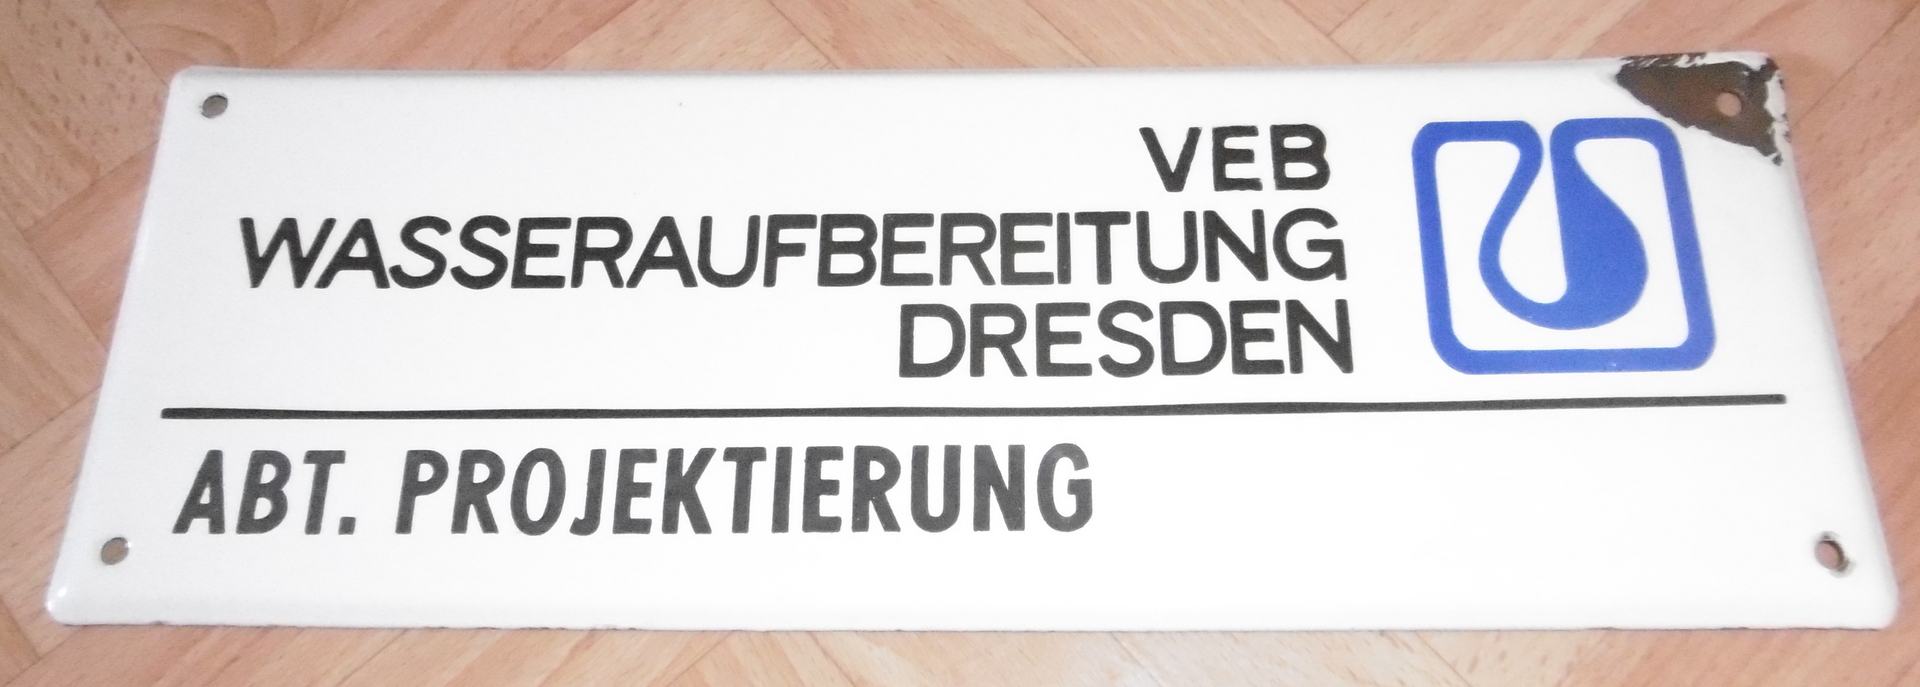 VEB
WASSERAUFBEREITUNG
DRESDEN
ABT. PROJEKTIERUNG